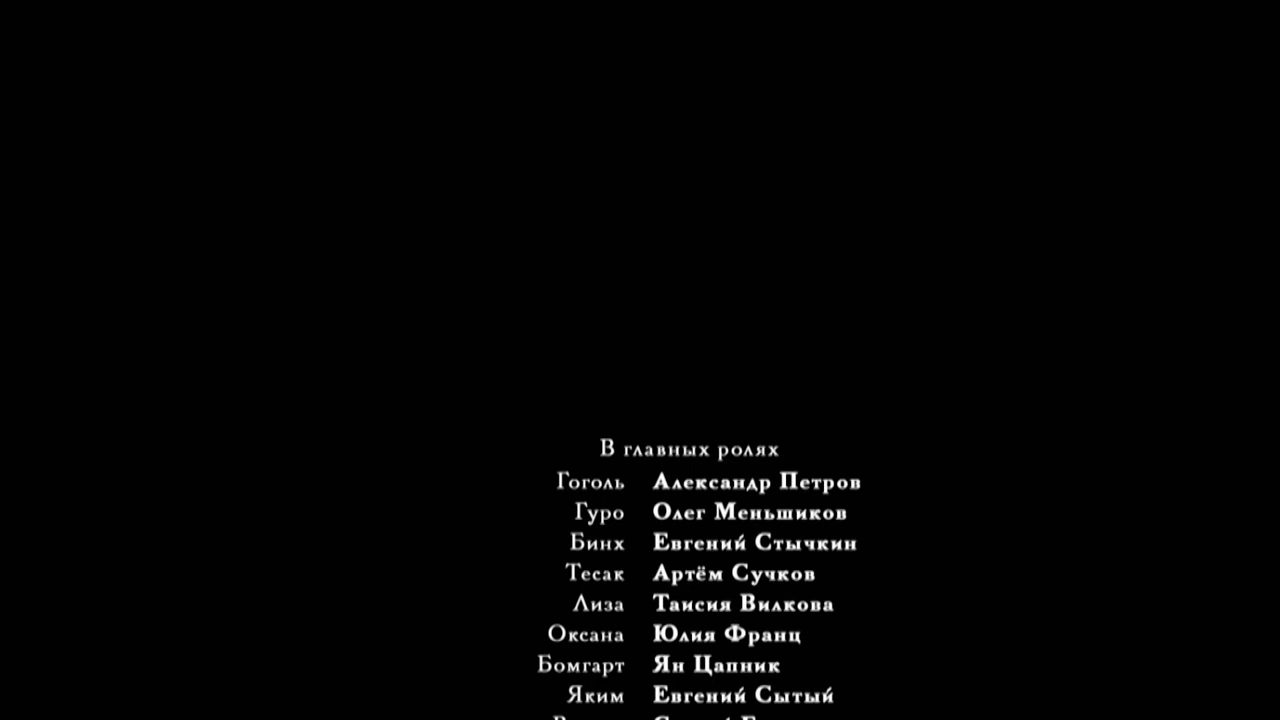 В главных ролях
Гоголь Александр Петров
Гуро Олег Меньшиков
Бинх Евгений Стычкин
Тесак Артём Сучков
Лиза Таисия Вилкова
Оксана Юлия Франц
Бомгарт Ян Цапник
Яким Евгений Сытый